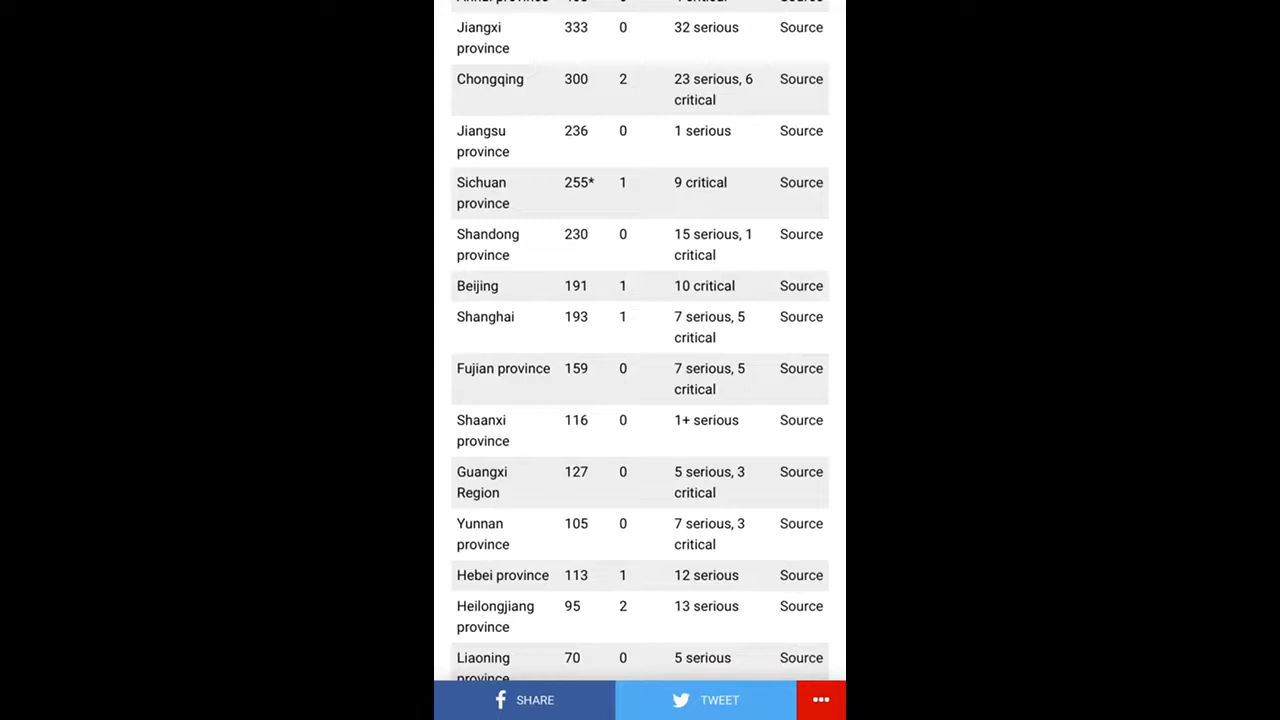 Jiangxi 333 0 32 serious Source
province
Chongqing 300 2 23 serious, 6 Source
critical
Jiangsu 236 0 1 serious Source
province
Sichuan 255* 1 9 critical Source
province
Shandong 230 0 15 serious, 1 Source
province critical
Beijing 191 1 10 critical Source
Shanghai 193 1 7 serious, 5 Source
critical
Fujian province 159 0 7 serious, 5 Source
critical
Shaanxi 116 0 1+ serious Source
province
Guangxi 127 0 5 serious, 3 Source
Region critical
Yunnan 105 0 7 serious, 3 Source
province critical
Hebei province 113 1 12 serious Source
Heilongjiang 95 2 13 serious Source
province
Liaoning 70 0 5 serious Source
province
SHARE TWEET